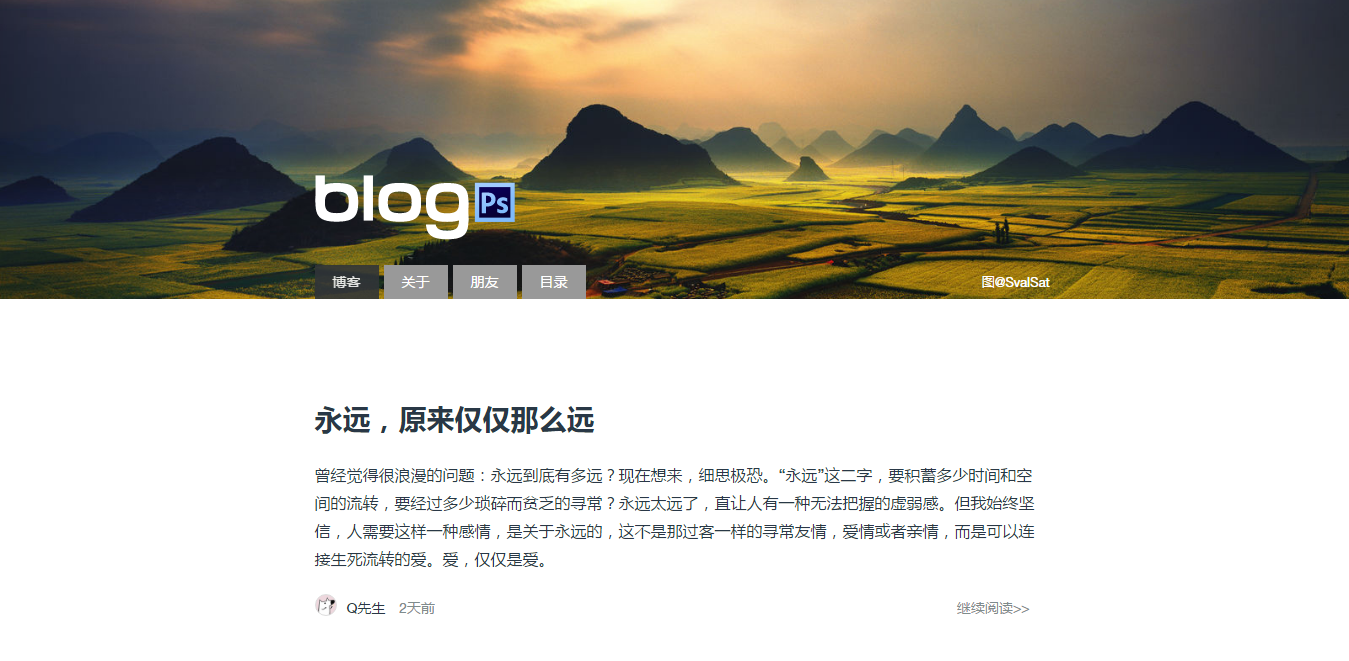 blog Ps
博客 关于 朋友 目录 图@SvalSat
永远，原来仅仅那么远
曾经觉得很浪漫的问题：永远到底有多远？现在想来，细思极恐。“永远”这二字，要积蓄多少时间和空
间的流转，要经过多少琐碎而贫乏的寻常？永远太远了，直让人有一种无法把握的虚弱感。但我始终坚
信，人需要这样一种感情，是关于永远的，这不是那过客一样的寻常友情，爱情或者亲情，而是可以连
接生死流转的爱。爱，仅仅是爱。
Q先生 2天前 继续阅读>>